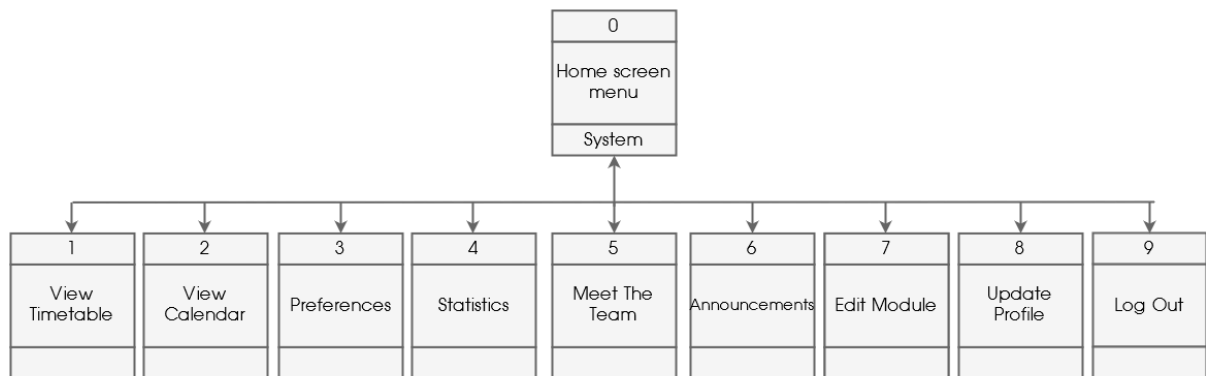 0
Home screen
menu
System
1
View
Timetable
2
View
Calendar
3
Preferences
4
Statistics
5
Meet The
Team
6
Announcements
7
Edit Module
8
Update
Profile
9
Log Out